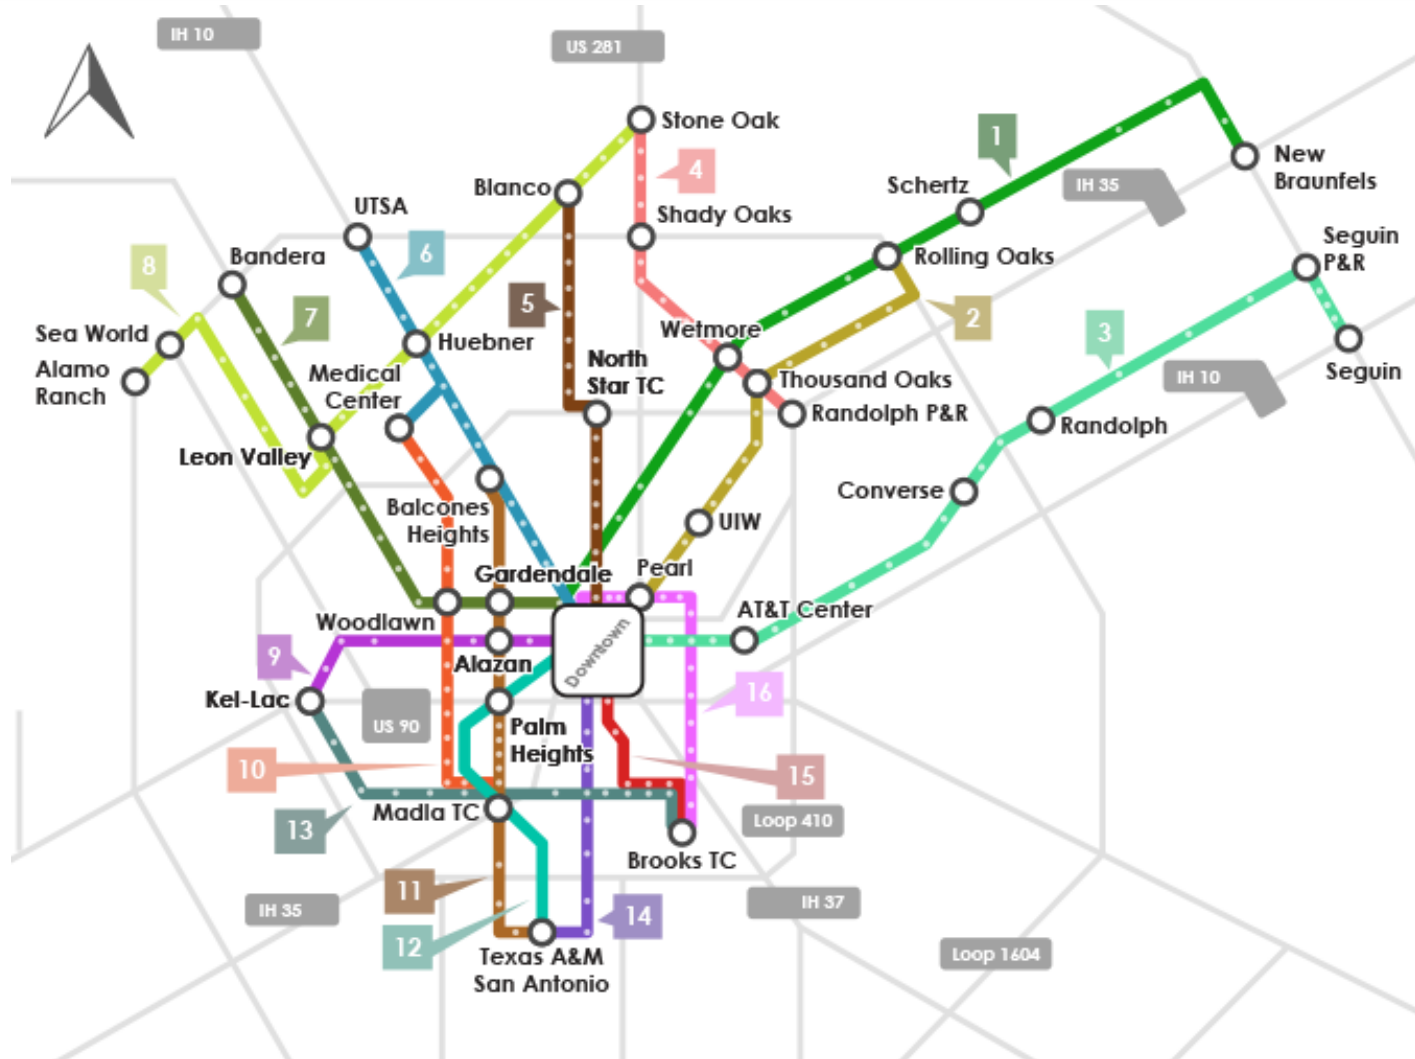 IH 10
US 281
Stone Oak
1
4
New
Braunfels
Blanco
Schertz
IH 35
UTSA
Shady Oaks
Seguin
P&R
6
Bandera
Rolling Oaks
8
7
5
2
3
Sea World
Huebner
Wetmore
Alamo
Ranch
Medical
Center
North
Star TC
Thousand Oaks
IH 10
Seguin
Randolph P&R
Randolph
Leon Valley
Converse
Balcones
Heights
UIW
Gardendale
Pearl
AT&T Center
Woodlawn
Downtown
9
Alazan
Kel-Lac
16
US 90
Palm
Heights
10
15
Madla TC
13
Loop 410
Brooks TC
11
IH 35
IH 37
12
14
Texas A&M
San Antonio
Loop 1604